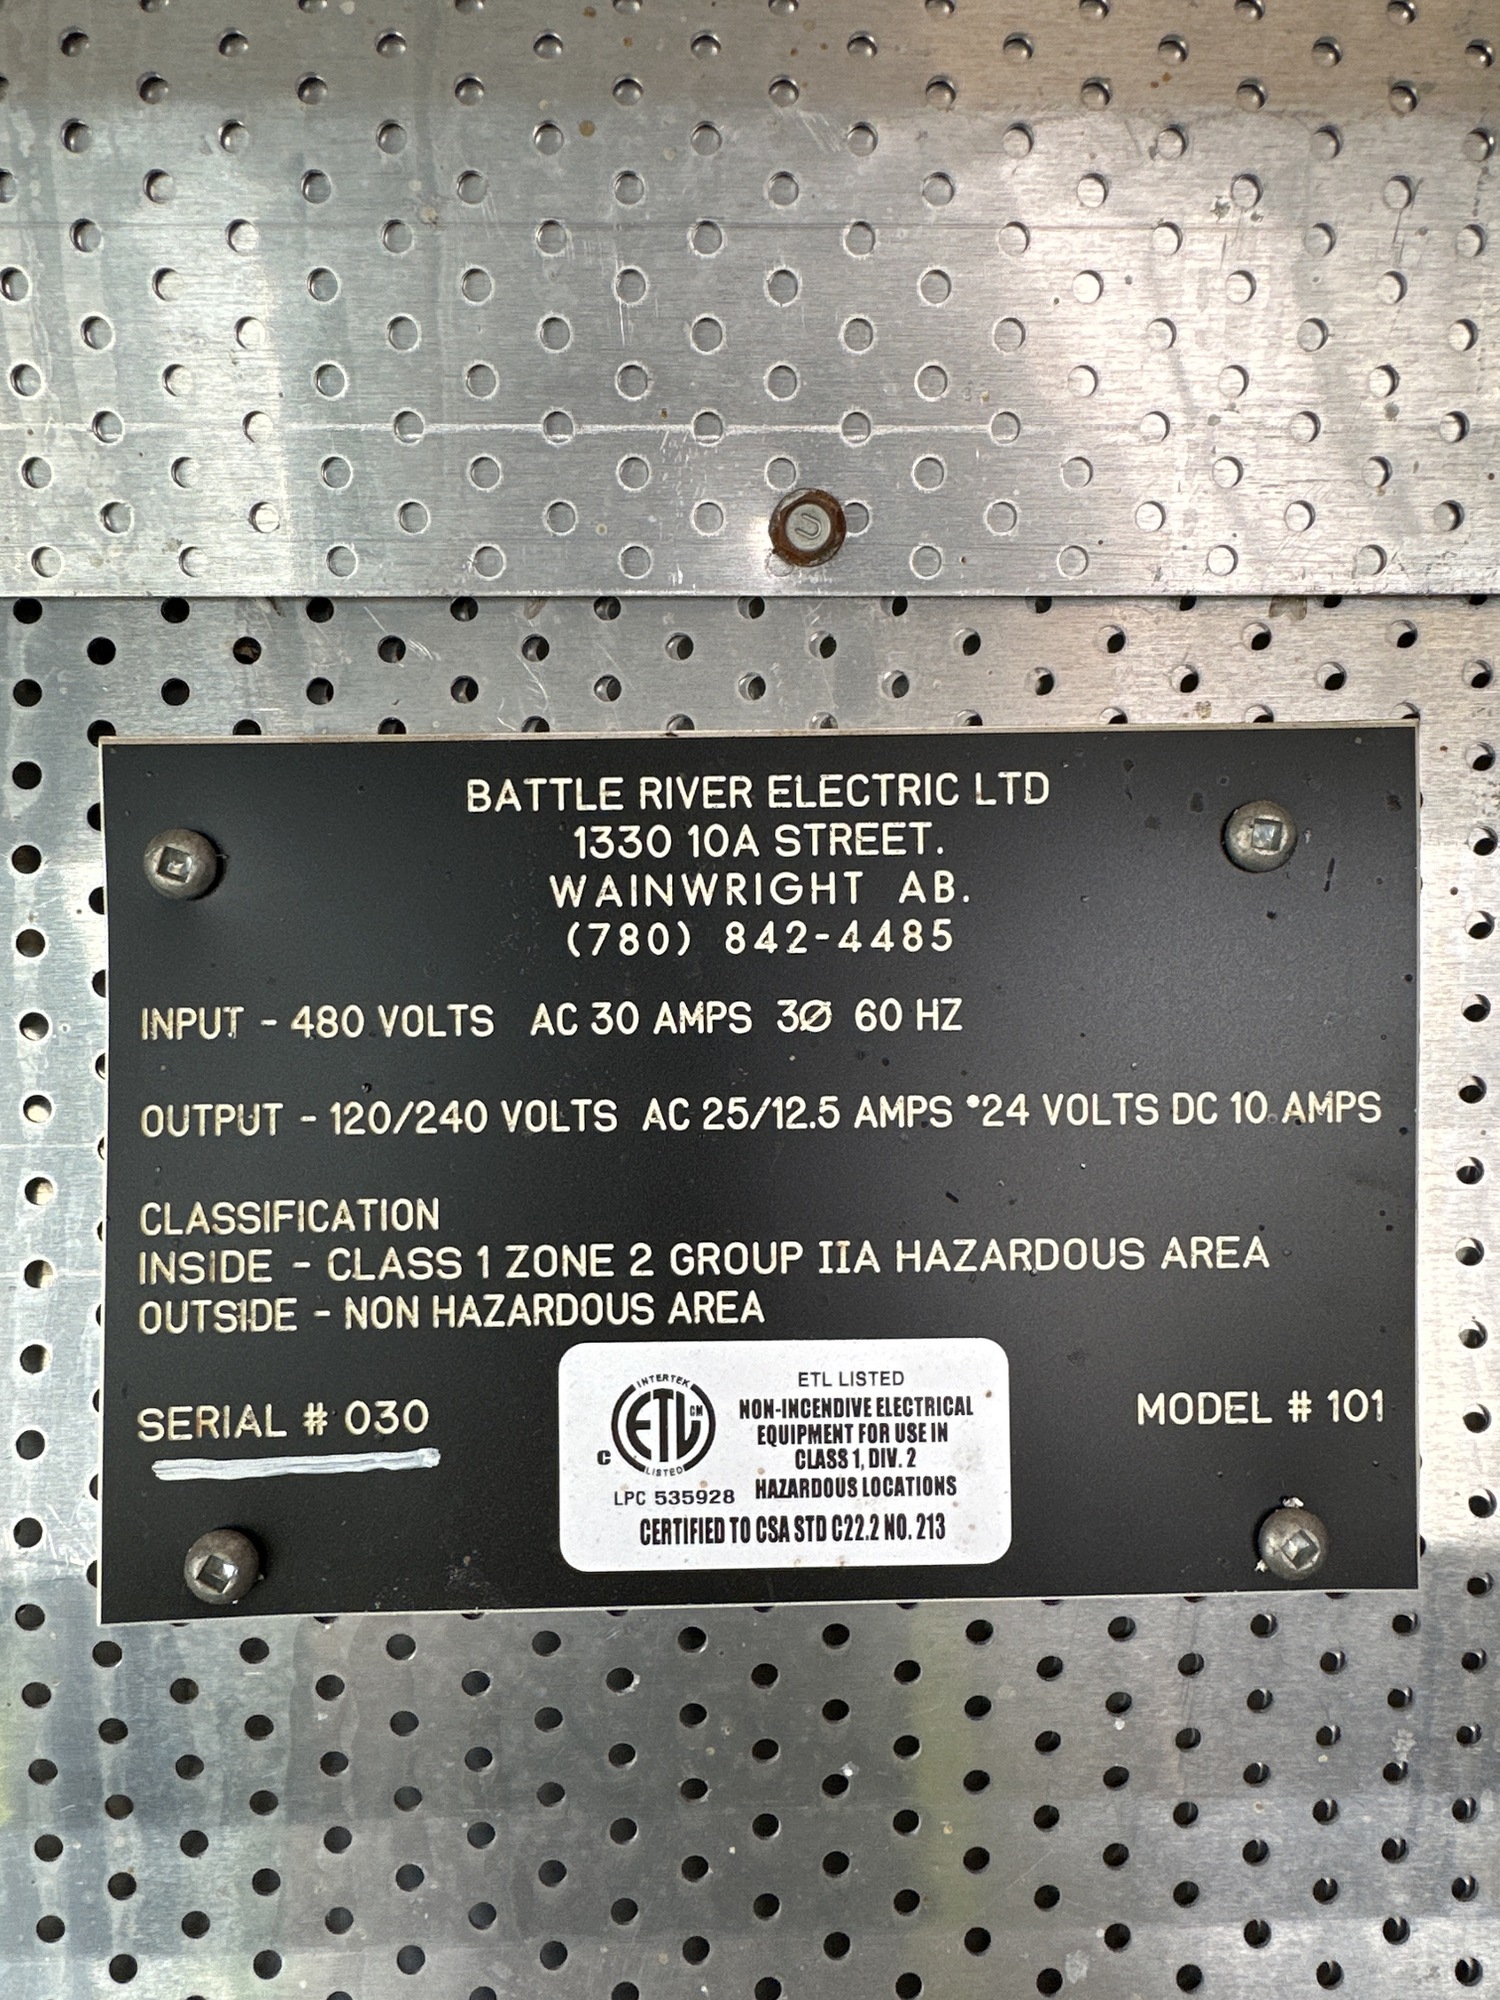 BATTLE RIVER ELECTRIC LTD
1330 10A STREET.
WAINWRIGHT AB.
(780) 842-4485
INPUT - 480 VOLTS AC 30 AMPS 3Ø 60 HZ
OUTPUT - 120/240 VOLTS AC 25/12.5 AMPS •24 VOLTS DC 10 AMPS
CLASSIFICATION
INSIDE - CLASS 1 ZONE 2 GROUP IIA HAZARDOUS AREA
OUTSIDE - NON HAZARDOUS AREA
SERIAL # 030
INTERTEK
ETL CM
LISTED
C
LPC 535928
ETL LISTED
NON-INCENDIVE ELECTRICAL
EQUIPMENT FOR USE IN
CLASS 1, DIV. 2
HAZARDOUS LOCATIONS
CERTIFIED TO CSA STD C22.2 NO. 213
MODEL # 101